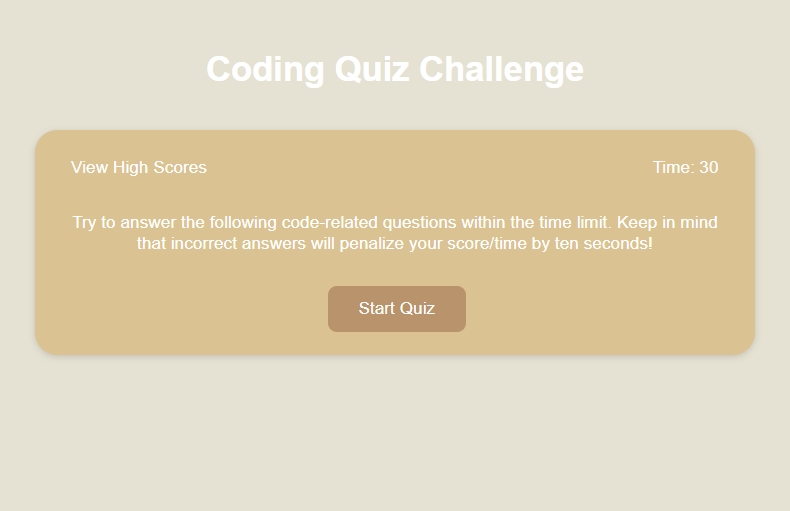 Coding Quiz Challenge
View High Scores
Time: 30
Try to answer the following code-related questions within the time limit. Keep in mind
that incorrect answers will penalize your score/time by ten seconds!
Start Quiz